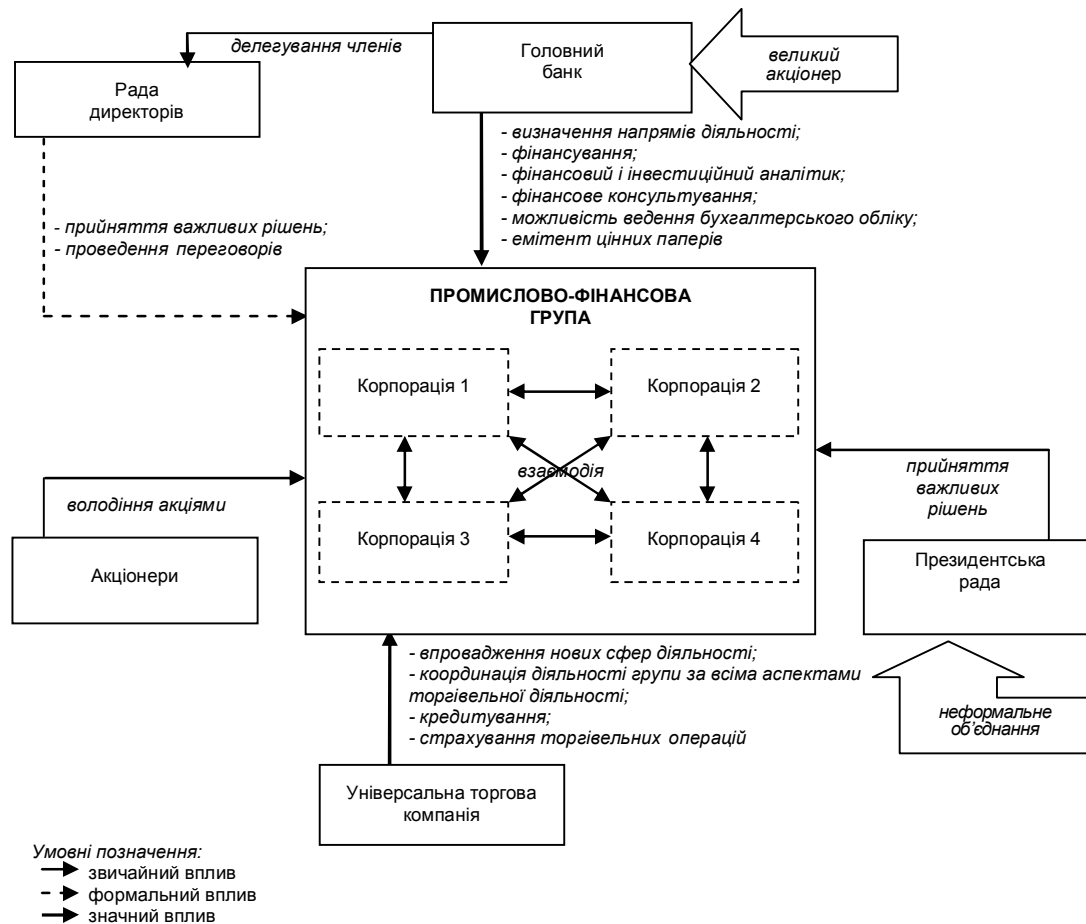 делегування членів
Головний
банк
великий
акціонер
Рада
директорів
- визначення напрямів діяльності;
- фінансування;
- фінансовий і інвестиційний аналітик;
- фінансове консультування;
- можливість ведення бухгалтерського обліку;
- емітент цінних паперів
- прийняття важливих рішень;
- проведення переговорів
ПРОМИСЛОВО-ФІНАНСОВА
ГРУПА
Корпорація 1
Корпорація 2
взаємодія
Корпорація 3
Корпорація 4
володіння акціями
Акціонери
прийняття
важливих
рішень
Президентська
рада
неформальне
об'єднання
- впровадження нових сфер діяльності;
- координація діяльності групи за всіма аспектами
торгівельної діяльності;
- кредитування;
- страхування торгівельних операцій
Універсальна торгова
компанія
Умовні позначення:
звичайний вплив
формальний вплив
значний вплив